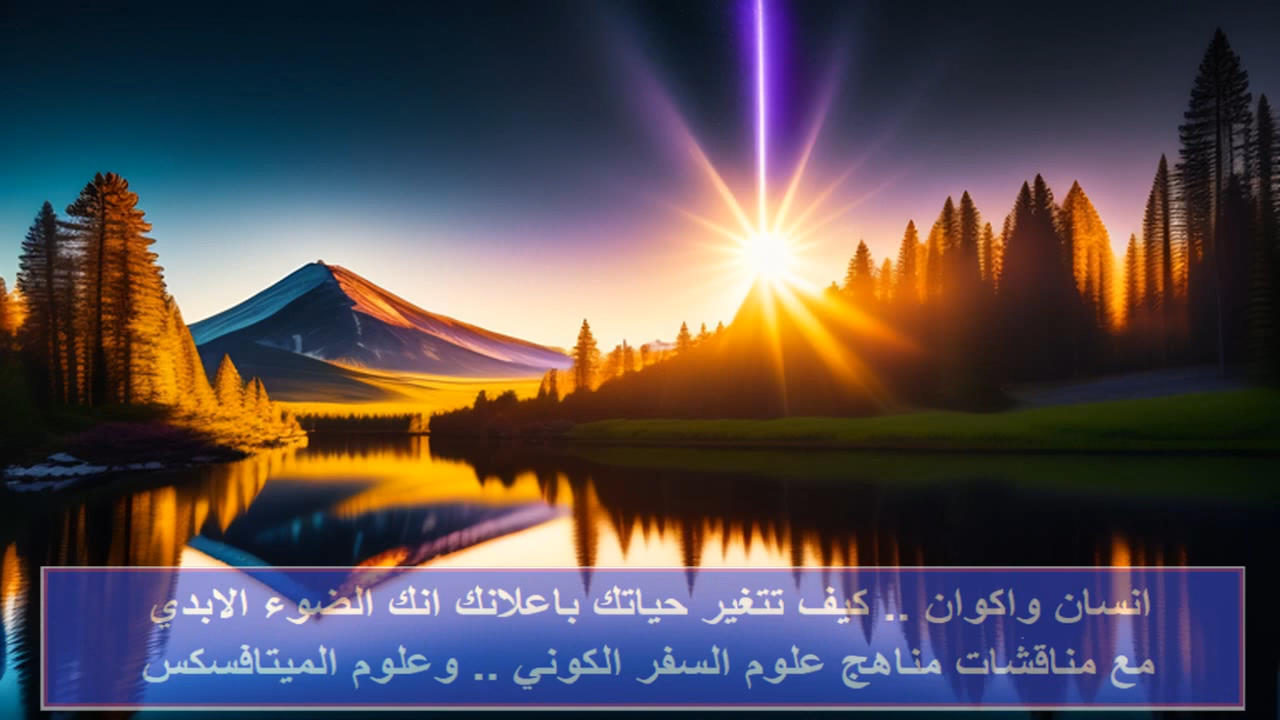 انسان واكوان .. كيف تتغير حياتك باعلانك انك الضوء الابدي
مع مناقشات مناهج علوم السفر الكوني .. وعلوم الميتافسكس